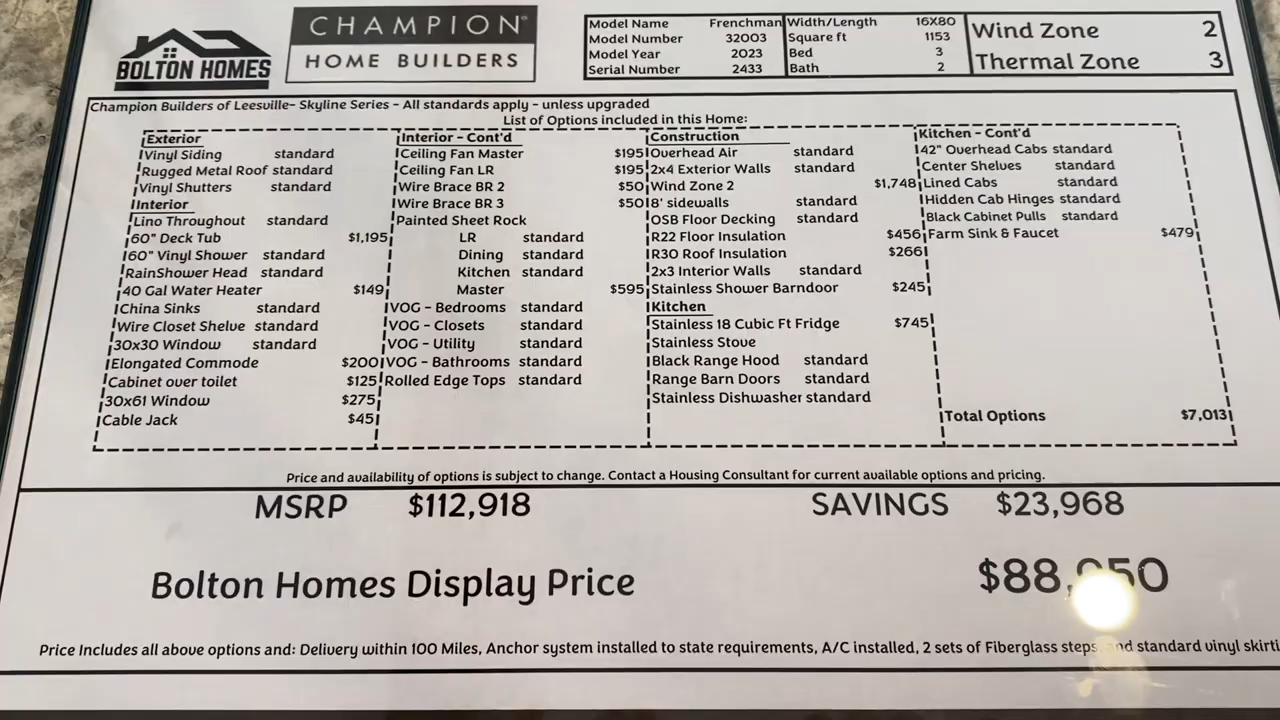 BOLTON HOMES
CHAMPION®
HOME BUILDERS
Model Name Frenchman
Model Number 32003
Model Year 2023
Serial Number 2433
Width/Length 16X80
Square ft 1153
Bed 3
Bath 2
Wind Zone 2
Thermal Zone 3
Champion Builders of Leesville- Skyline Series - All standards apply - unless upgraded
List of Options included in this Home:
Exterior
Vinyl Siding standard
Rugged Metal Roof standard
Vinyl Shutters standard
Interior
Lino Throughout standard
60" Deck Tub $1,195
60" Vinyl Shower standard
RainShower Head standard
40 Gal Water Heater $149
China Sinks standard
Wire Closet Shelve standard
30x30 Window standard
Elongated Commode $200
Cabinet over toilet $125
30x61 Window $275
Cable Jack $45
Interior - Cont'd
Ceiling Fan Master $195
Ceiling Fan LR $195
Wire Brace BR 2 $50
Wire Brace BR 3 $50
Painted Sheet Rock
LR standard
Dining standard
Kitchen standard
Master $595
VOG - Bedrooms standard
VOG - Closets standard
VOG - Utility standard
VOG - Bathrooms standard
Rolled Edge Tops standard
Construction
Overhead Air standard
2x4 Exterior Walls standard
Wind Zone 2 $1,748
8' sidewalls standard
OSB Floor Decking standard
R22 Floor Insulation $456
R30 Roof Insulation $266
2x3 Interior Walls standard
Stainless Shower Barndoor $245
Kitchen
Stainless 18 Cubic Ft Fridge $745
Stainless Stove
Black Range Hood standard
Range Barn Doors standard
Stainless Dishwasher standard
Kitchen - Cont'd
42" Overhead Cabs standard
Center Shelves standard
Lined Cabs standard
Hidden Cab Hinges standard
Black Cabinet Pulls standard
Farm Sink & Faucet $479
Total Options $7,013
Price and availability of options is subject to change. Contact a Housing Consultant for current available options and pricing.
MSRP $112,918
SAVINGS $23,968
Bolton Homes Display Price $88,950
Price Includes all above options and: Delivery within 100 Miles, Anchor system installed to state requirements, A/C installed, 2 sets of Fiberglass steps, and standard vinyl skirti